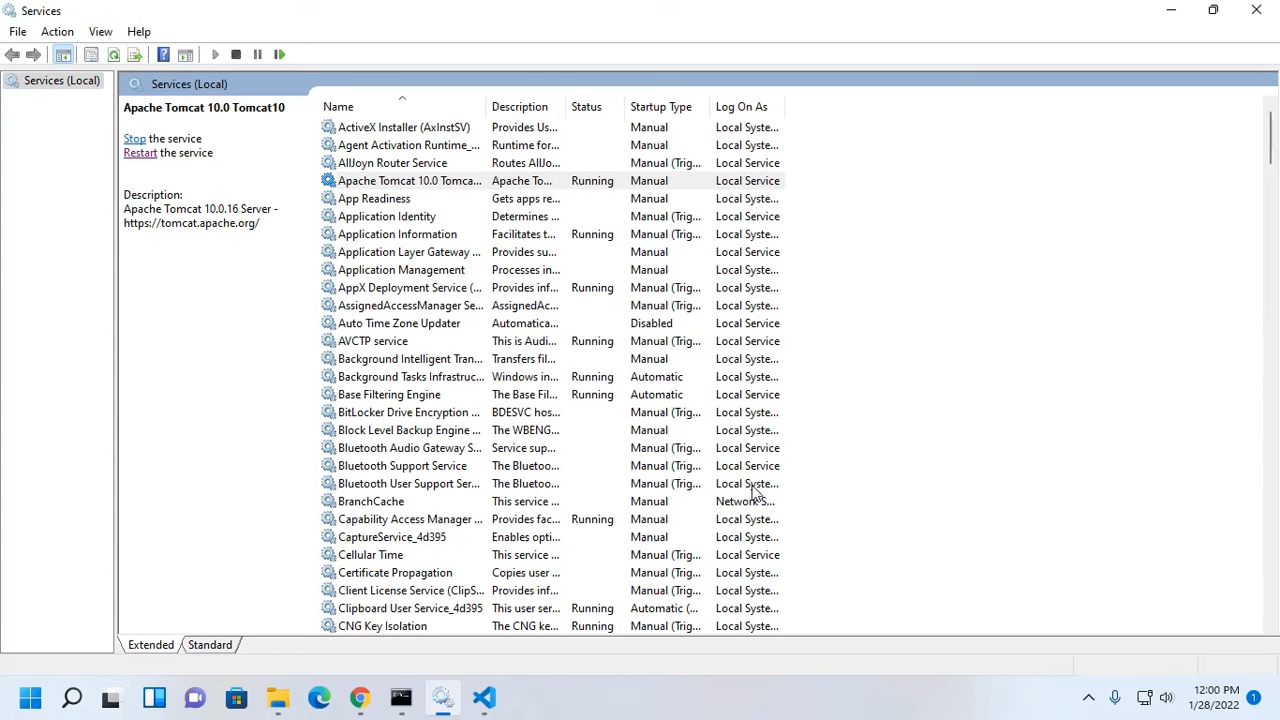 Services
File Action View Help
Services (Local)
Services (Local)
Apache Tomcat 10.0 Tomcat10
Stop the service
Restart the service
Description:
Apache Tomcat 10.0.16 Server -
https://tomcat.apache.org/
Name Description Status Startup Type Log On As
ActiveX Installer (AxInstSV) Provides Us... Manual Local Syste...
Agent Activation Runtime_... Runtime for... Manual Local Syste...
AllJoyn Router Service Routes AllJo... Manual (Trig... Local Service
Apache Tomcat 10.0 Tomca... Apache To... Running Manual Local Service
App Readiness Gets apps re... Manual Local Syste...
Application Identity Determines ... Manual (Trig... Local Service
Application Information Facilitates t... Running Manual (Trig... Local Syste...
Application Layer Gateway ... Provides su... Manual Local Service
Application Management Processes in... Manual Local Syste...
AppX Deployment Service (... Provides inf... Running Manual (Trig... Local Syste...
AssignedAccessManager Se... AssignedAc... Manual (Trig... Local Syste...
Auto Time Zone Updater Automatica... Disabled Local Service
AVCTP service This is Audi... Running Manual (Trig... Local Service
Background Intelligent Tran... Transfers fil... Manual Local Syste...
Background Tasks Infrastruc... Windows in... Running Automatic Local Syste...
Base Filtering Engine The Base Fil... Running Automatic Local Service
BitLocker Drive Encryption ... BDESVC hos... Manual (Trig... Local Syste...
Block Level Backup Engine ... The WBENG... Manual Local Syste...
Bluetooth Audio Gateway S... Service sup... Manual (Trig... Local Service
Bluetooth Support Service The Bluetoo... Manual (Trig... Local Service
Bluetooth User Support Ser... The Bluetoo... Manual (Trig... Local Syste...
BranchCache This service ... Manual Network S...
Capability Access Manager ... Provides fac... Running Manual Local Syste...
CaptureService_4d395 Enables opti... Manual Local Syste...
Cellular Time This service ... Manual (Trig... Local Service
Certificate Propagation Copies user ... Manual (Trig... Local Syste...
Client License Service (ClipS... Provides inf... Manual (Trig... Local Syste...
Clipboard User Service_4d395 This user ser... Running Automatic (... Local Syste...
CNG Key Isolation The CNG ke... Running Manual (Trig... Local Syste...
Extended Standard
12:00 PM
1/28/2022
1